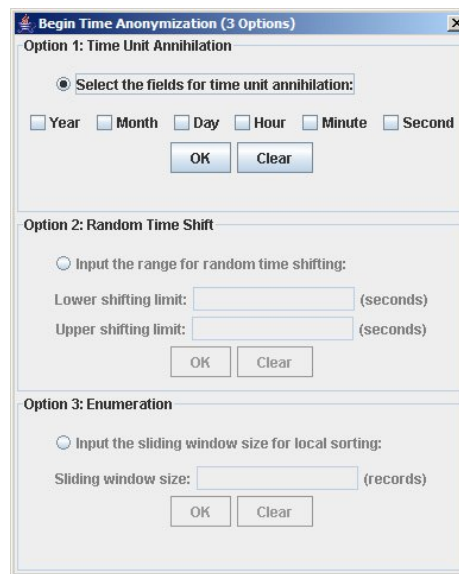 Begin Time Anonymization (3 Options)
Option 1: Time Unit Annihilation
Select the fields for time unit annihilation:
Year Month Day Hour Minute Second
OK Clear
Option 2: Random Time Shift
Input the range for random time shifting:
Lower shifting limit: (seconds)
Upper shifting limit: (seconds)
OK Clear
Option 3: Enumeration
Input the sliding window size for local sorting:
Sliding window size: (records)
OK Clear